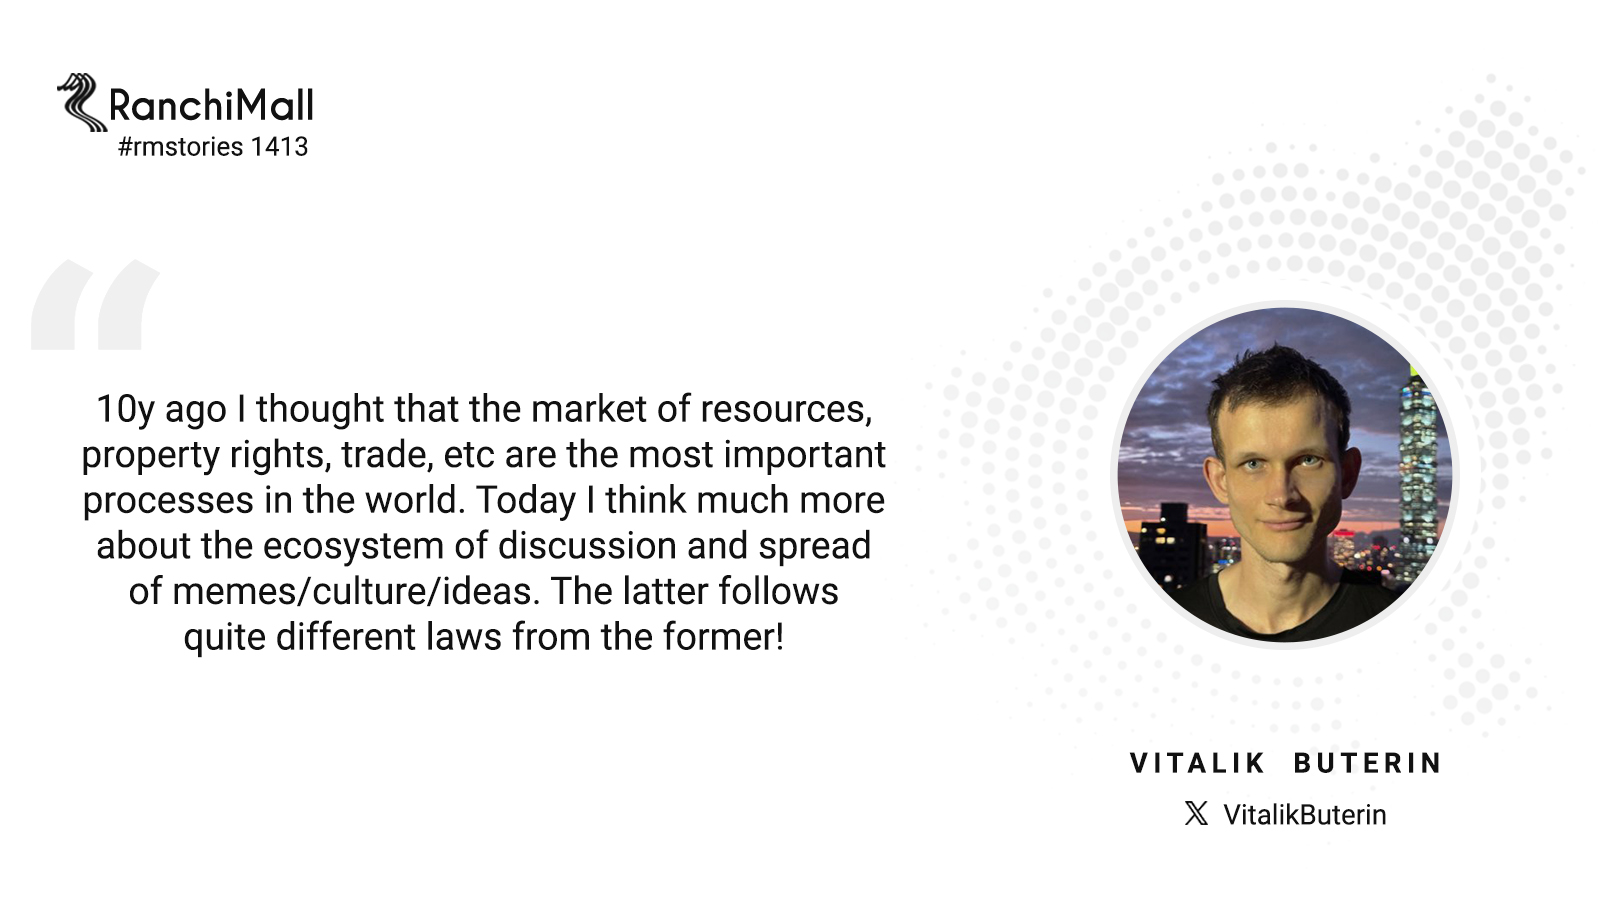 RanchiMall
#rmstories 1413
“
10y ago I thought that the market of resources,
property rights, trade, etc are the most important
processes in the world. Today I think much more
about the ecosystem of discussion and spread
of memes/culture/ideas. The latter follows
quite different laws from the former!
VITALIK BUTERIN
X VitalikButerin